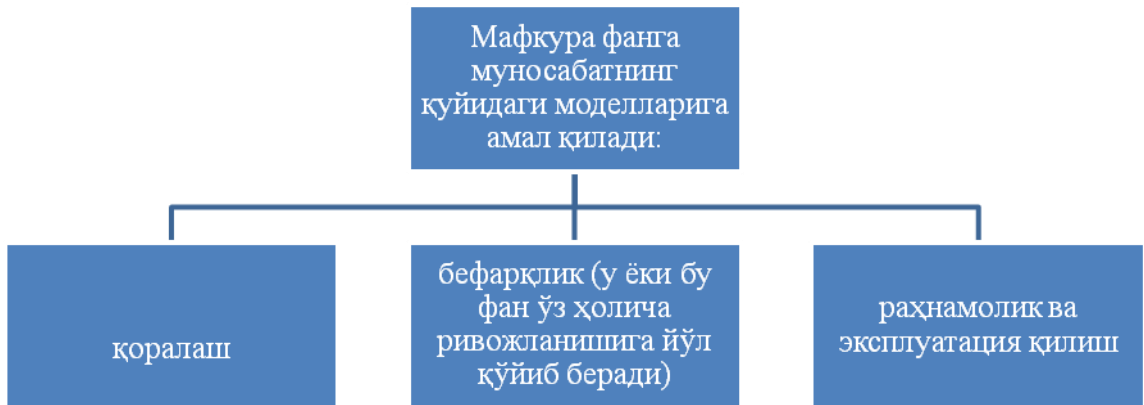 Мафкура фанга
муносабатнинг
қуйидаги моделларига
амал қилади:
қоралаш
бефарқлик (у ёки бу
фан ўз ҳолича
ривожланишига йўл
қўйиб беради)
раҳнамолик ва
эксплуатация қилиш